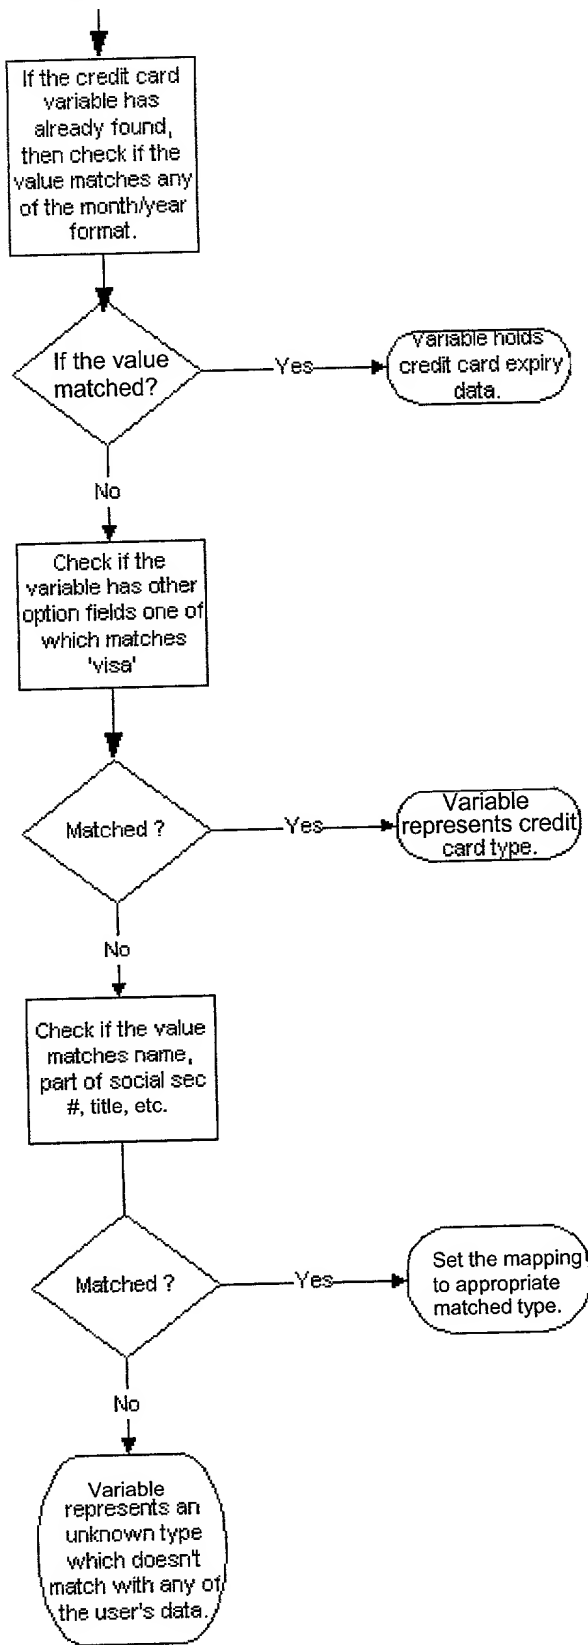 If the credit card
variable has
already found,
then check if the
value matches any
of the month/year
format.
If the value
matched?
Yes
Variable holds
credit card expiry
data.
No
Check if the
variable has other
option fields one of
which matches
'visa'
Matched ?
Yes
Variable
represents credit
card type.
No
Check if the value
matches name,
part of social sec
#, title, etc.
Matched ?
Yes
Set the mapping
to appropriate
matched type.
No
Variable
represents an
unknown type
which doesn't
match with any of
the user's data.